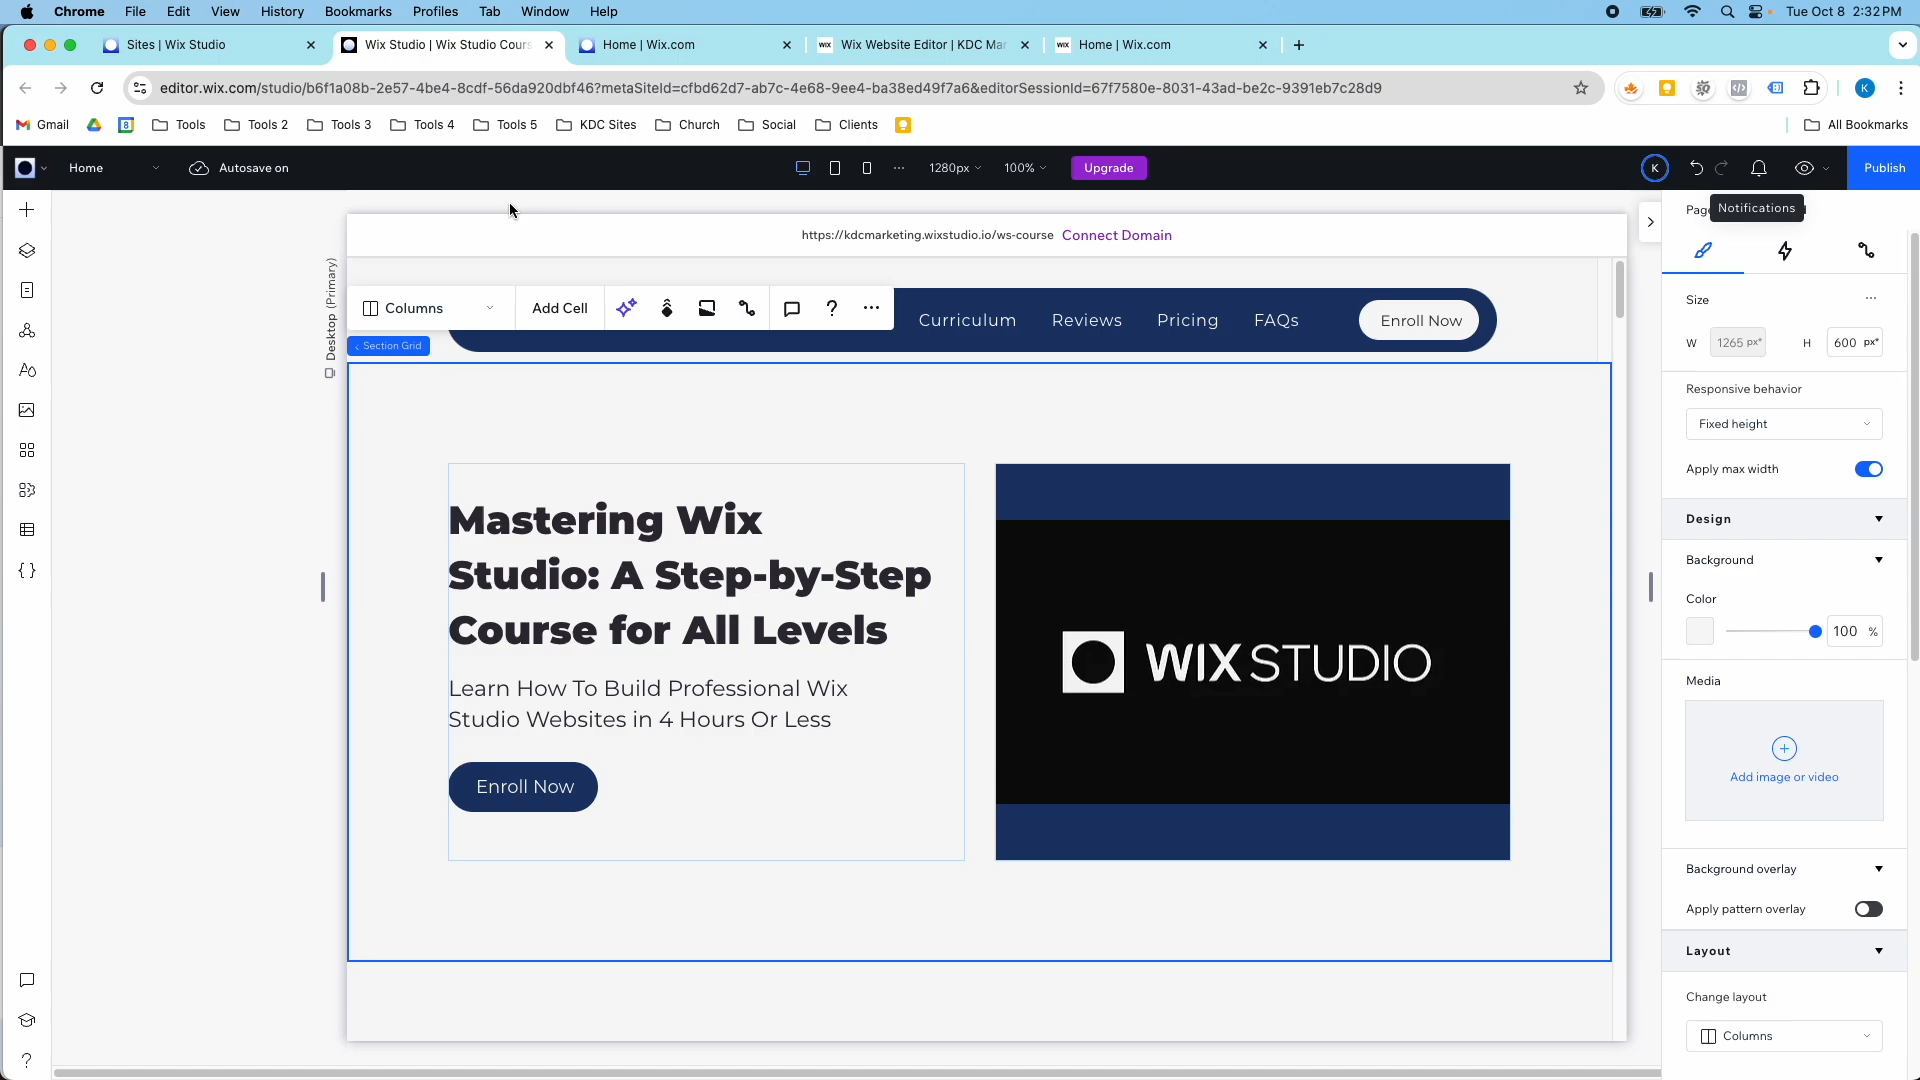 Chrome File Edit View History Bookmarks Profiles Tab Window Help Tue Oct 8 2:32 PM
Sites | Wix Studio Wix Studio | Wix Studio Cour Home | Wix.com Wix Website Editor | KDC Mar Home | Wix.com
editor.wix.com/studio/b6f1a08b-2e57-4be4-8cdf-56da920dbf46?metaSiteId=cfbd62d7-ab7c-4e68-9ee4-ba38ed49f7a6&editorSessionId=67f7580e-8031-43ad-be2c-9391eb7c28d9 K
Gmail Tools Tools 2 Tools 3 Tools 4 Tools 5 KDC Sites Church Social Clients All Bookmarks
Home Autosave on 1280px 100% Upgrade K Publish
Notifications
https://kdcmarketing.wixstudio.io/ws-course Connect Domain
Desktop (Primary)
Columns Add Cell
Curriculum Reviews Pricing FAQs Enroll Now
Section Grid
Mastering Wix
Studio: A Step-by-Step
Course for All Levels
Learn How To Build Professional Wix
Studio Websites in 4 Hours Or Less
Enroll Now
WIX STUDIO
Size
W 1265 px* H 600 px*
Responsive behavior
Fixed height
Apply max width
Design
Background
Color
100 %
Media
Add image or video
Background overlay
Apply pattern overlay
Layout
Change layout
Columns